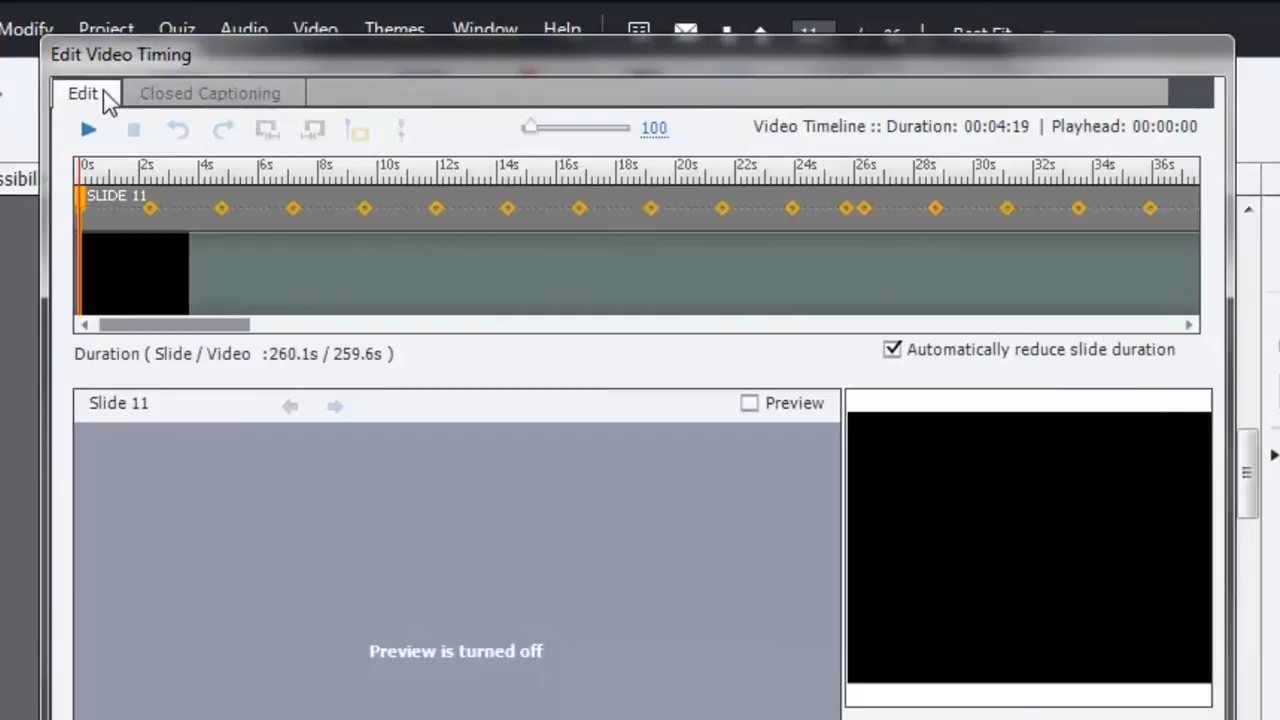 Modify Project Quiz Audio Video Themes Window Help 11 Best Fit
Edit Video Timing
Edit Closed Captioning
100 Video Timeline :: Duration: 00:04:19 | Playhead: 00:00:00
0s 2s 4s 6s 8s 10s 12s 14s 16s 18s 20s 22s 24s 26s 28s 30s 32s 34s 36s
SLIDE 11
Duration ( Slide / Video :260.1s / 259.6s )
Automatically reduce slide duration
Slide 11
Preview
Preview is turned off